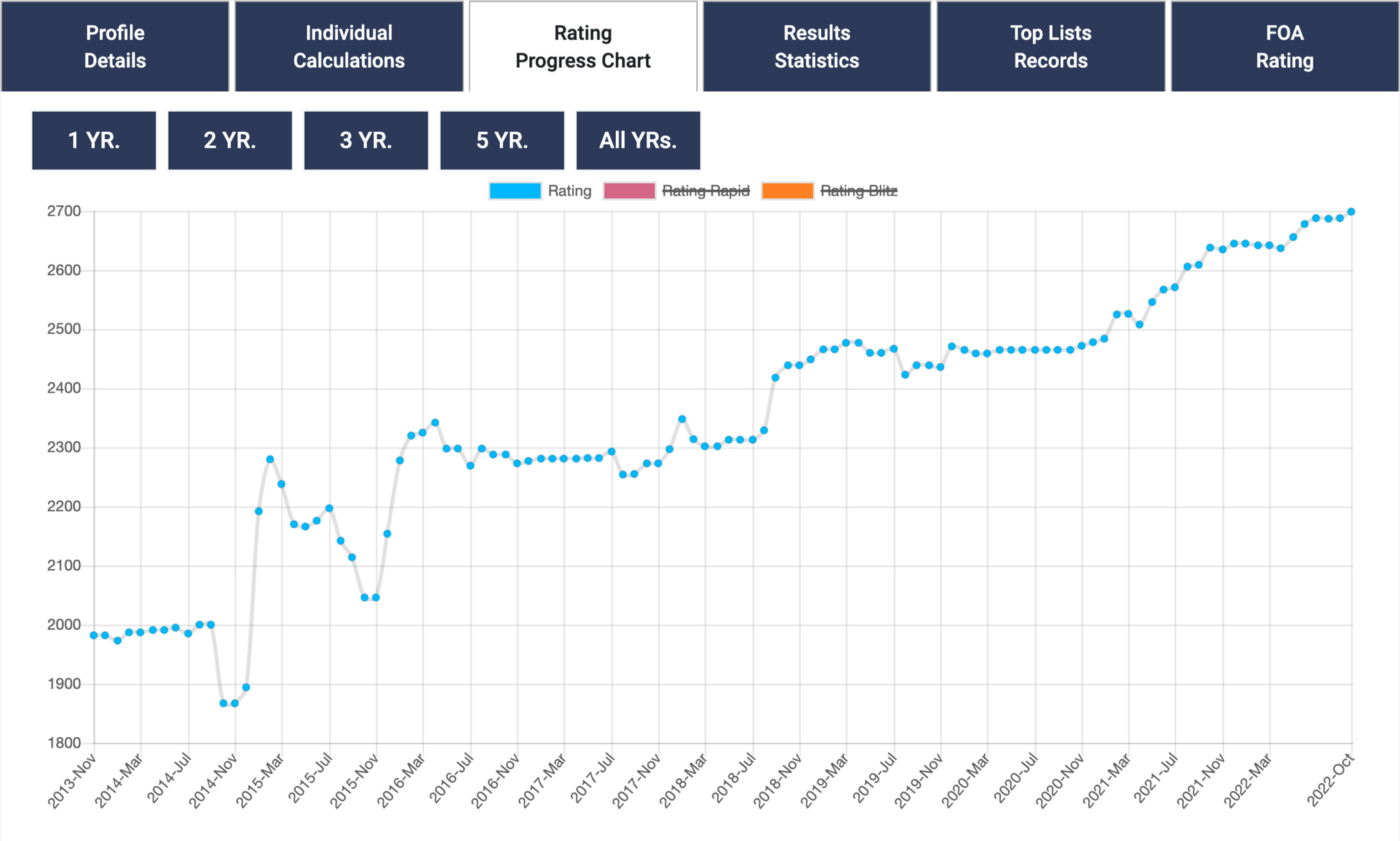 Profile
Details
Individual
Calculations
Rating
Progress Chart
Results
Statistics
Top Lists
Records
FOA
Rating
1 YR.
2 YR.
3 YR.
5 YR.
All YRs.
Rating
Rating Rapid
Rating Blitz
2700
2600
2500
2400
2300
2200
2100
2000
1900
1800
2013-Nov
2014-Mar
2014-Jul
2014-Nov
2015-Mar
2015-Jul
2015-Nov
2016-Mar
2016-Jul
2016-Nov
2017-Mar
2017-Jul
2017-Nov
2018-Mar
2018-Jul
2018-Nov
2019-Mar
2019-Jul
2019-Nov
2020-Mar
2020-Jul
2020-Nov
2021-Mar
2021-Jul
2021-Nov
2022-Mar
2022-Oct